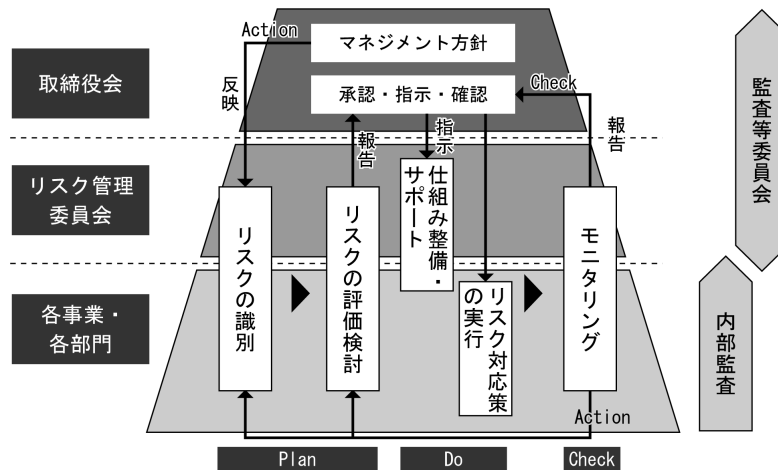 取締役会
リスク管理
委員会
各事業・
各部門
Action
マネジメント方針
反映
承認・指示・確認
Check
報告
指示
報告
リスクの識別
リスクの評価検討
仕組み整備・
サポート
リスク対応策
の実行
モニタリング
Action
Plan
Do
Check
監査等委員会
内部監査